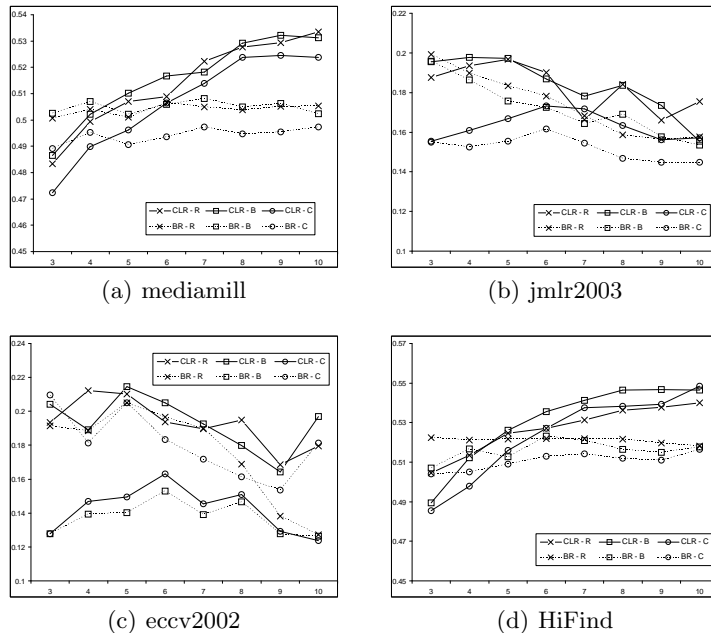 0.54
0.53
0.52
0.51
0.5
0.49
0.48
0.47
0.46
0.45
3 4 5 6 7 8 9 10
CLR - R CLR - B CLR - C
BR - R BR - B BR - C
(a) mediamill
0.22
0.2
0.18
0.16
0.14
0.12
0.1
3 4 5 6 7 8 9 10
CLR - R CLR - B CLR - C
BR - R BR - B BR - C
(b) jmlr2003
0.24
0.22
0.2
0.18
0.16
0.14
0.12
0.1
3 4 5 6 7 8 9 10
CLR - R CLR - B CLR - C
BR - R BR - B BR - C
(c) eccv2002
0.57
0.55
0.53
0.51
0.49
0.47
0.45
3 4 5 6 7 8 9 10
CLR - R CLR - B CLR - C
BR - R BR - B BR - C
(d) HiFind